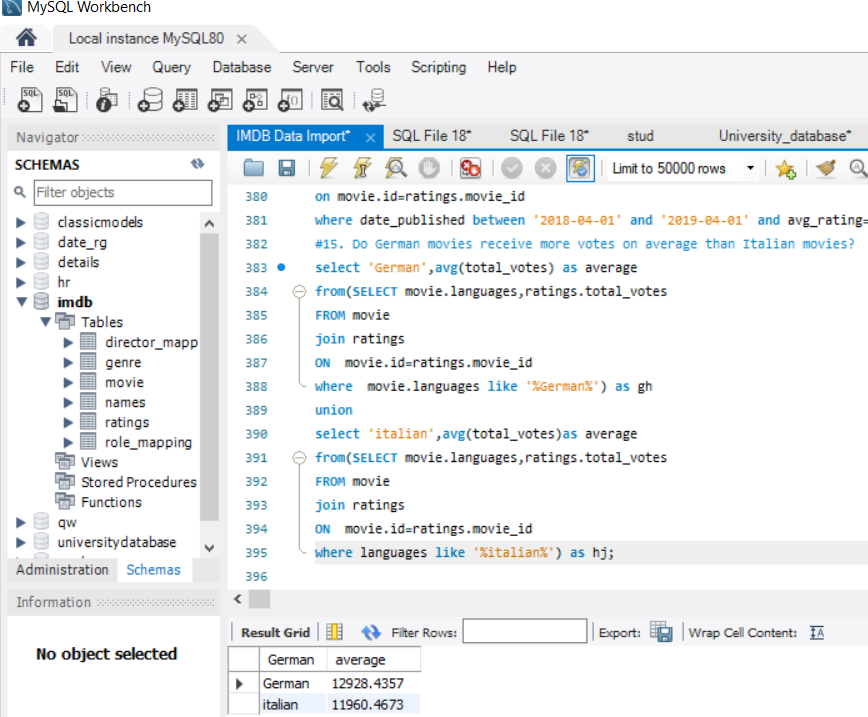 MySQL Workbench
Local instance MySQL80
File Edit View Query Database Server Tools Scripting Help
Navigator
IMDB Data Import* SQL File 18* SQL File 18* stud University_database*
SCHEMAS
Limit to 50000 rows
Filter objects
classicmodels
date_rg
details
hr
imdb
Tables
director_mapp
genre
movie
names
ratings
role_mapping
Views
Stored Procedures
Functions
qw
universitydatabase
Administration Schemas
Information
No object selected
380 on movie.id=ratings.movie_id
381 where date_published between '2018-04-01' and '2019-04-01' and avg_rating=
382 #15. Do German movies receive more votes on average than Italian movies?
383 select 'German',avg(total_votes) as average
384 from(SELECT movie.languages,ratings.total_votes
385 FROM movie
386 join ratings
387 ON movie.id=ratings.movie_id
388 where movie.languages like '%German%') as gh
389 union
390 select 'italian',avg(total_votes)as average
391 from(SELECT movie.languages,ratings.total_votes
392 FROM movie
393 join ratings
394 ON movie.id=ratings.movie_id
395 where languages like '%italian%') as hj;
396
Result Grid Filter Rows: Export: Wrap Cell Content:
German average
German 12928.4357
italian 11960.4673